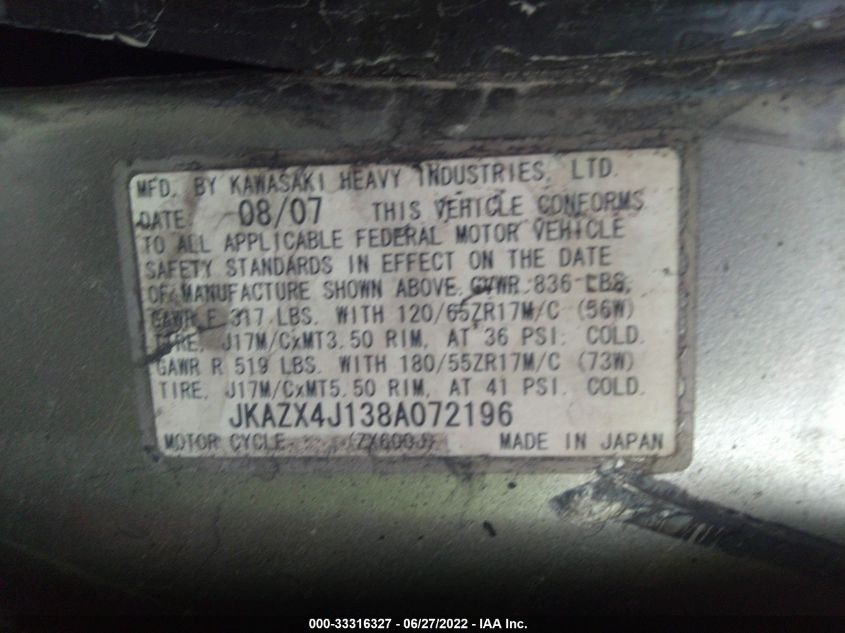 MFD. BY KAWASAKI HEAVY INDUSTRIES, LTD.
DATE 08/07 THIS VEHICLE CONFORMS
TO ALL APPLICABLE FEDERAL MOTOR VEHICLE
SAFETY STANDARDS IN EFFECT ON THE DATE
OF MANUFACTURE SHOWN ABOVE. GVWR 836 LBS,
GAWR F 317 LBS. WITH 120/65ZR17M/C (56W)
TIRE, J17M/CxMT3.50 RIM, AT 36 PSI. COLD.
GAWR R 519 LBS. WITH 180/55ZR17M/C (73W)
TIRE, J17M/CxMT5.50 RIM, AT 41 PSI. COLD.
JKAZX4J138A072196
MOTOR CYCLE (ZX600J) MADE IN JAPAN
000-33316327 - 06/27/2022 - IAA Inc.